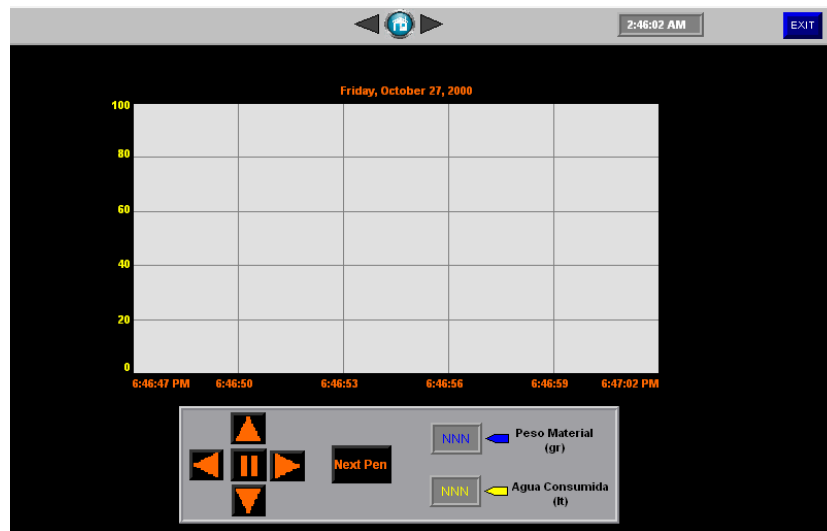 2:46:02 AM
EXIT
Friday, October 27, 2000
100
80
60
40
20
0
6:46:47 PM 6:46:50 6:46:53 6:46:56 6:46:59 6:47:02 PM
Next Pen
NNN
Peso Material
(gr)
NNN
Agua Consumida
(lt)